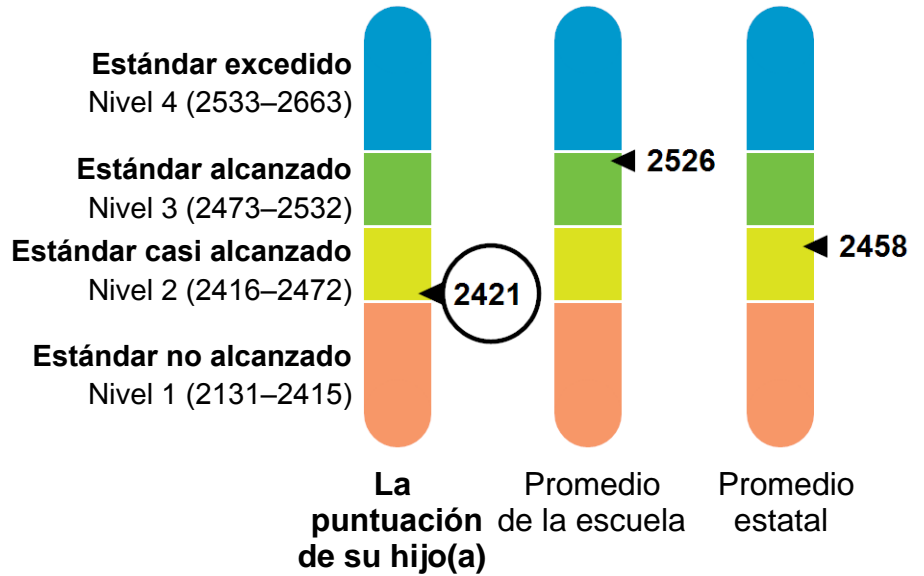 Estándar excedido
Nivel 4 (2533–2663)
Estándar alcanzado
Nivel 3 (2473–2532)
Estándar casi alcanzado
Nivel 2 (2416–2472)
Estándar no alcanzado
Nivel 1 (2131–2415)
2421
2526
2458
La
puntuación
de su hijo(a)
Promedio
de la escuela
Promedio
estatal